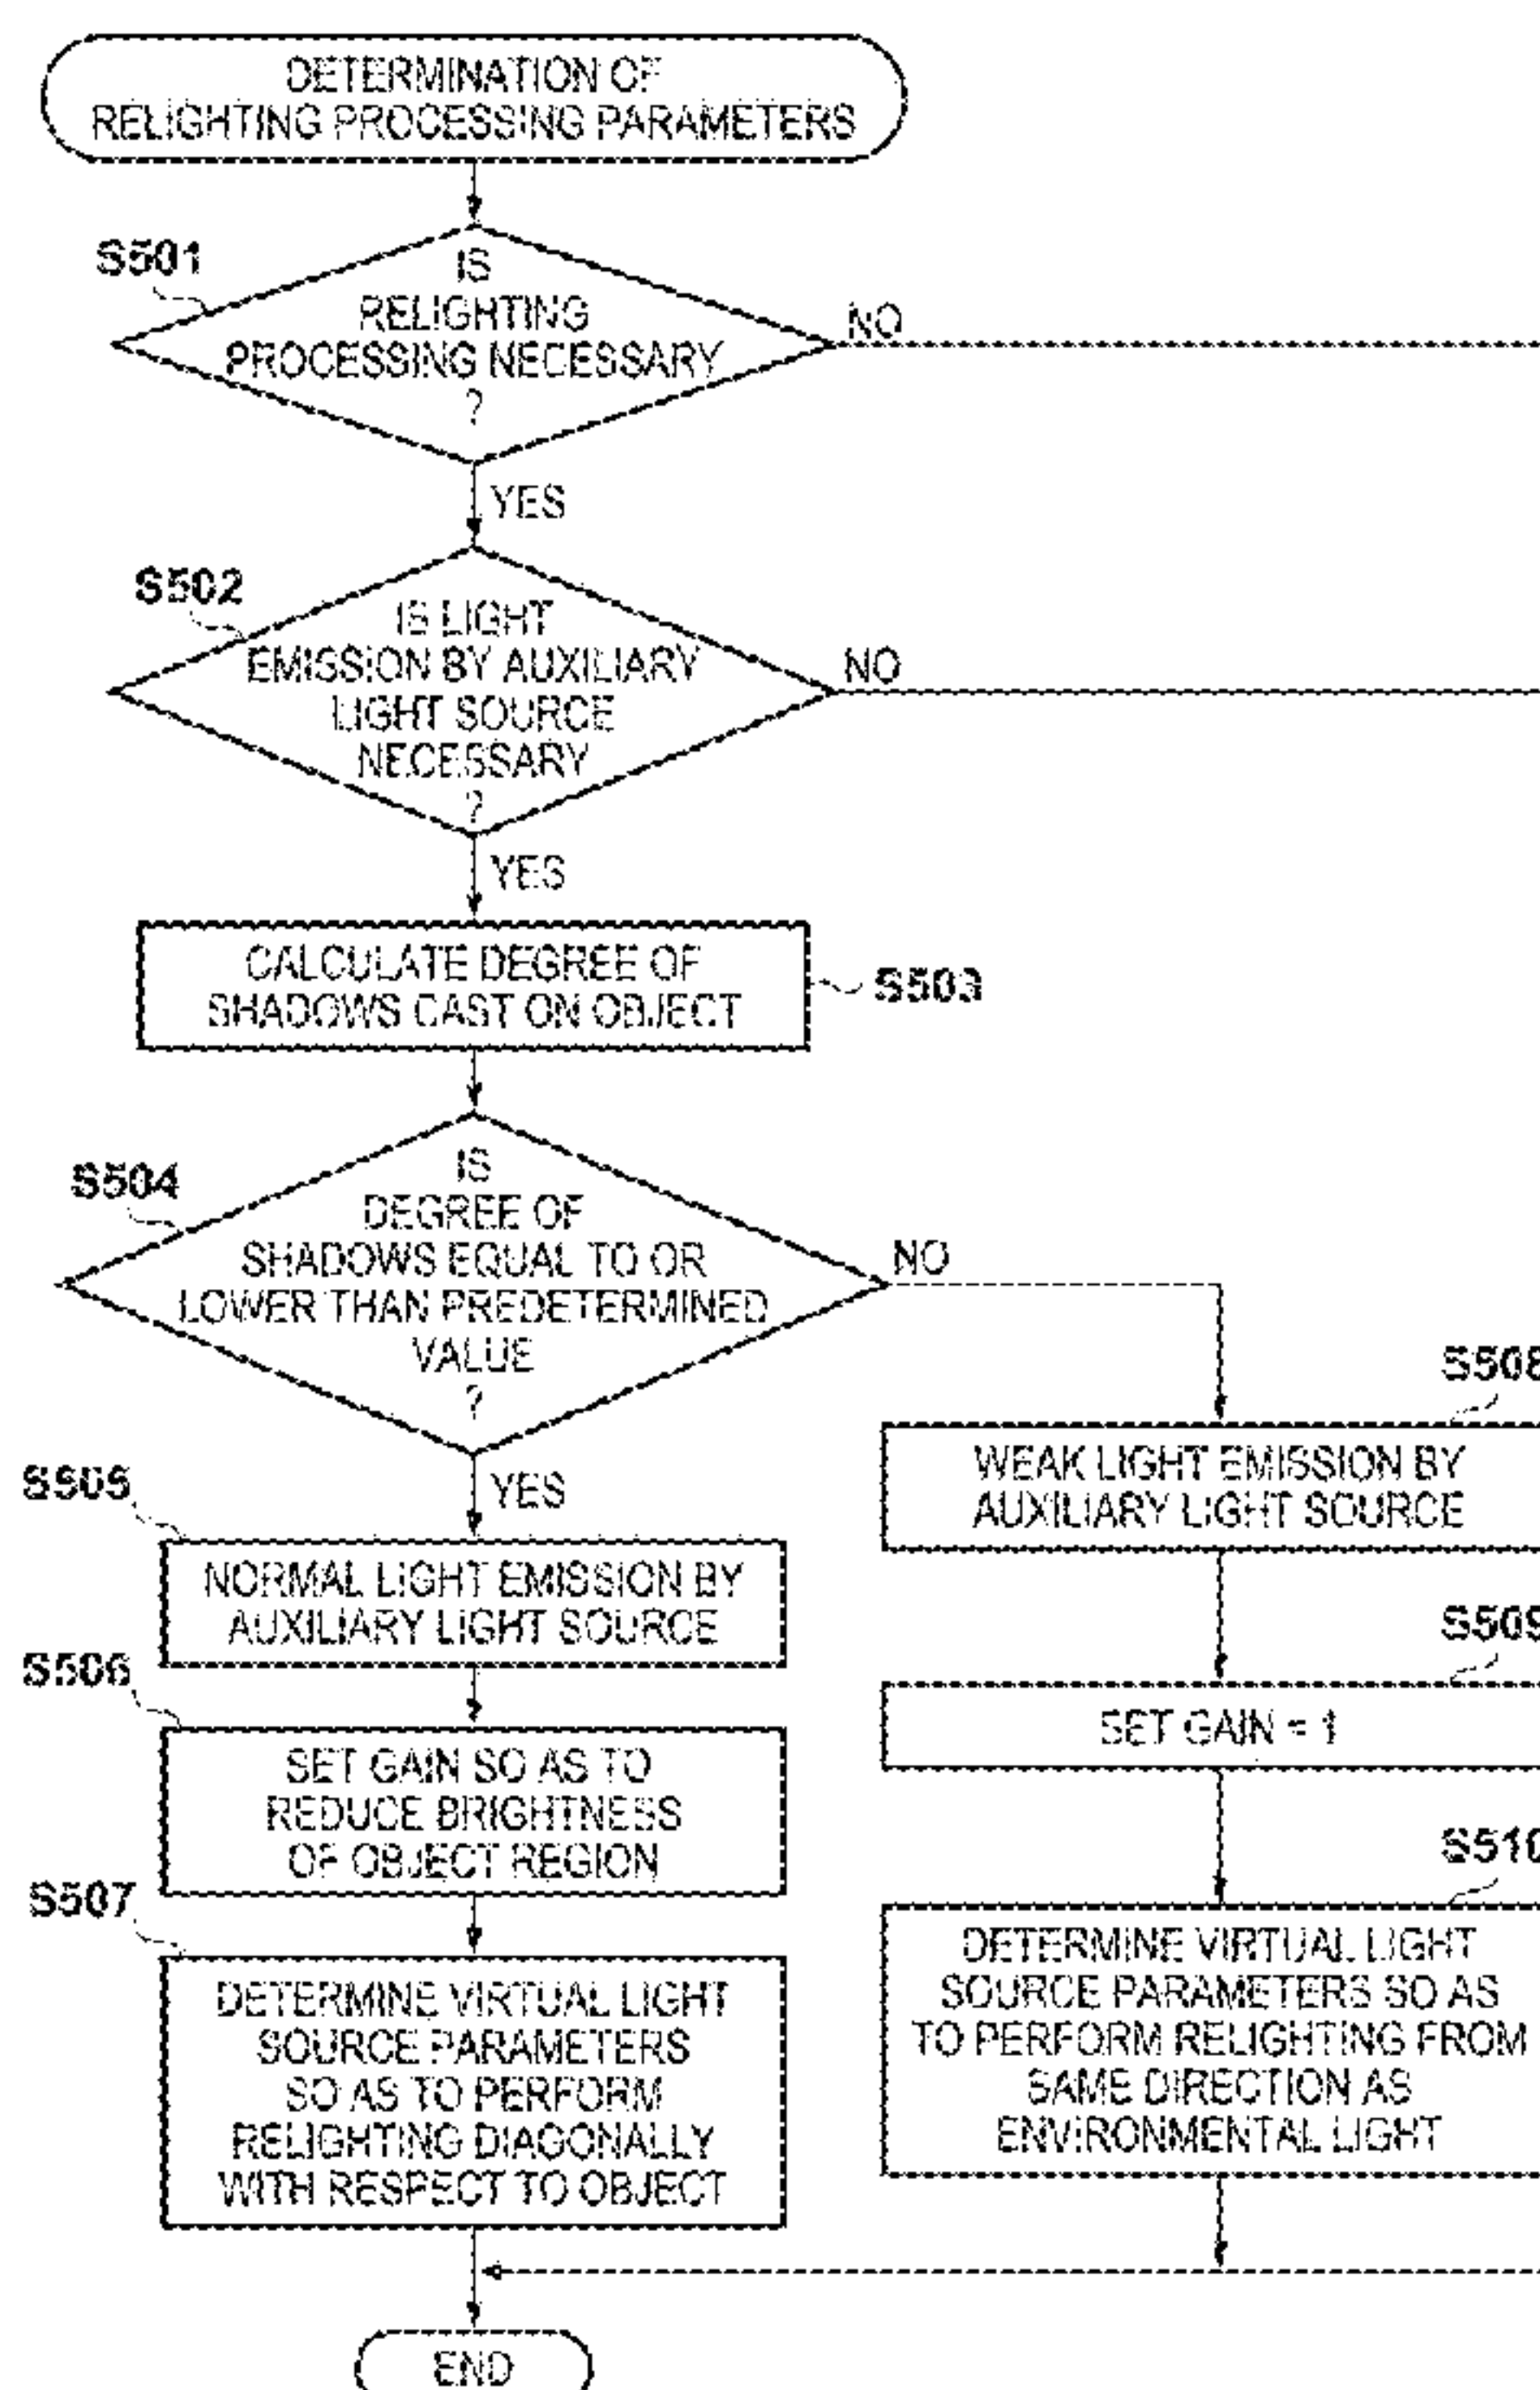 DETERMINATION OF
RELIGHTING PROCESSING PARAMETERS
S501
IS
RELIGHTING
PROCESSING NECESSARY
?
NO
YES
S502
IS LIGHT
EMISSION BY AUXILIARY
LIGHT SOURCE
NECESSARY
?
NO
YES
CALCULATE DEGREE OF
SHADOWS CAST ON OBJECT
S503
S504
IS
DEGREE OF
SHADOWS EQUAL TO OR
LOWER THAN PREDETERMINED
VALUE
?
NO
YES
S505
NORMAL LIGHT EMISSION BY
AUXILIARY LIGHT SOURCE
S506
SET GAIN SO AS TO
REDUCE BRIGHTNESS
OF OBJECT REGION
S507
DETERMINE VIRTUAL LIGHT
SOURCE PARAMETERS
SO AS TO PERFORM
RELIGHTING DIAGONALLY
WITH RESPECT TO OBJECT
S508
WEAK LIGHT EMISSION BY
AUXILIARY LIGHT SOURCE
S509
SET GAIN = 1
S510
DETERMINE VIRTUAL LIGHT
SOURCE PARAMETERS SO AS
TO PERFORM RELIGHTING FROM
SAME DIRECTION AS
ENVIRONMENTAL LIGHT
END